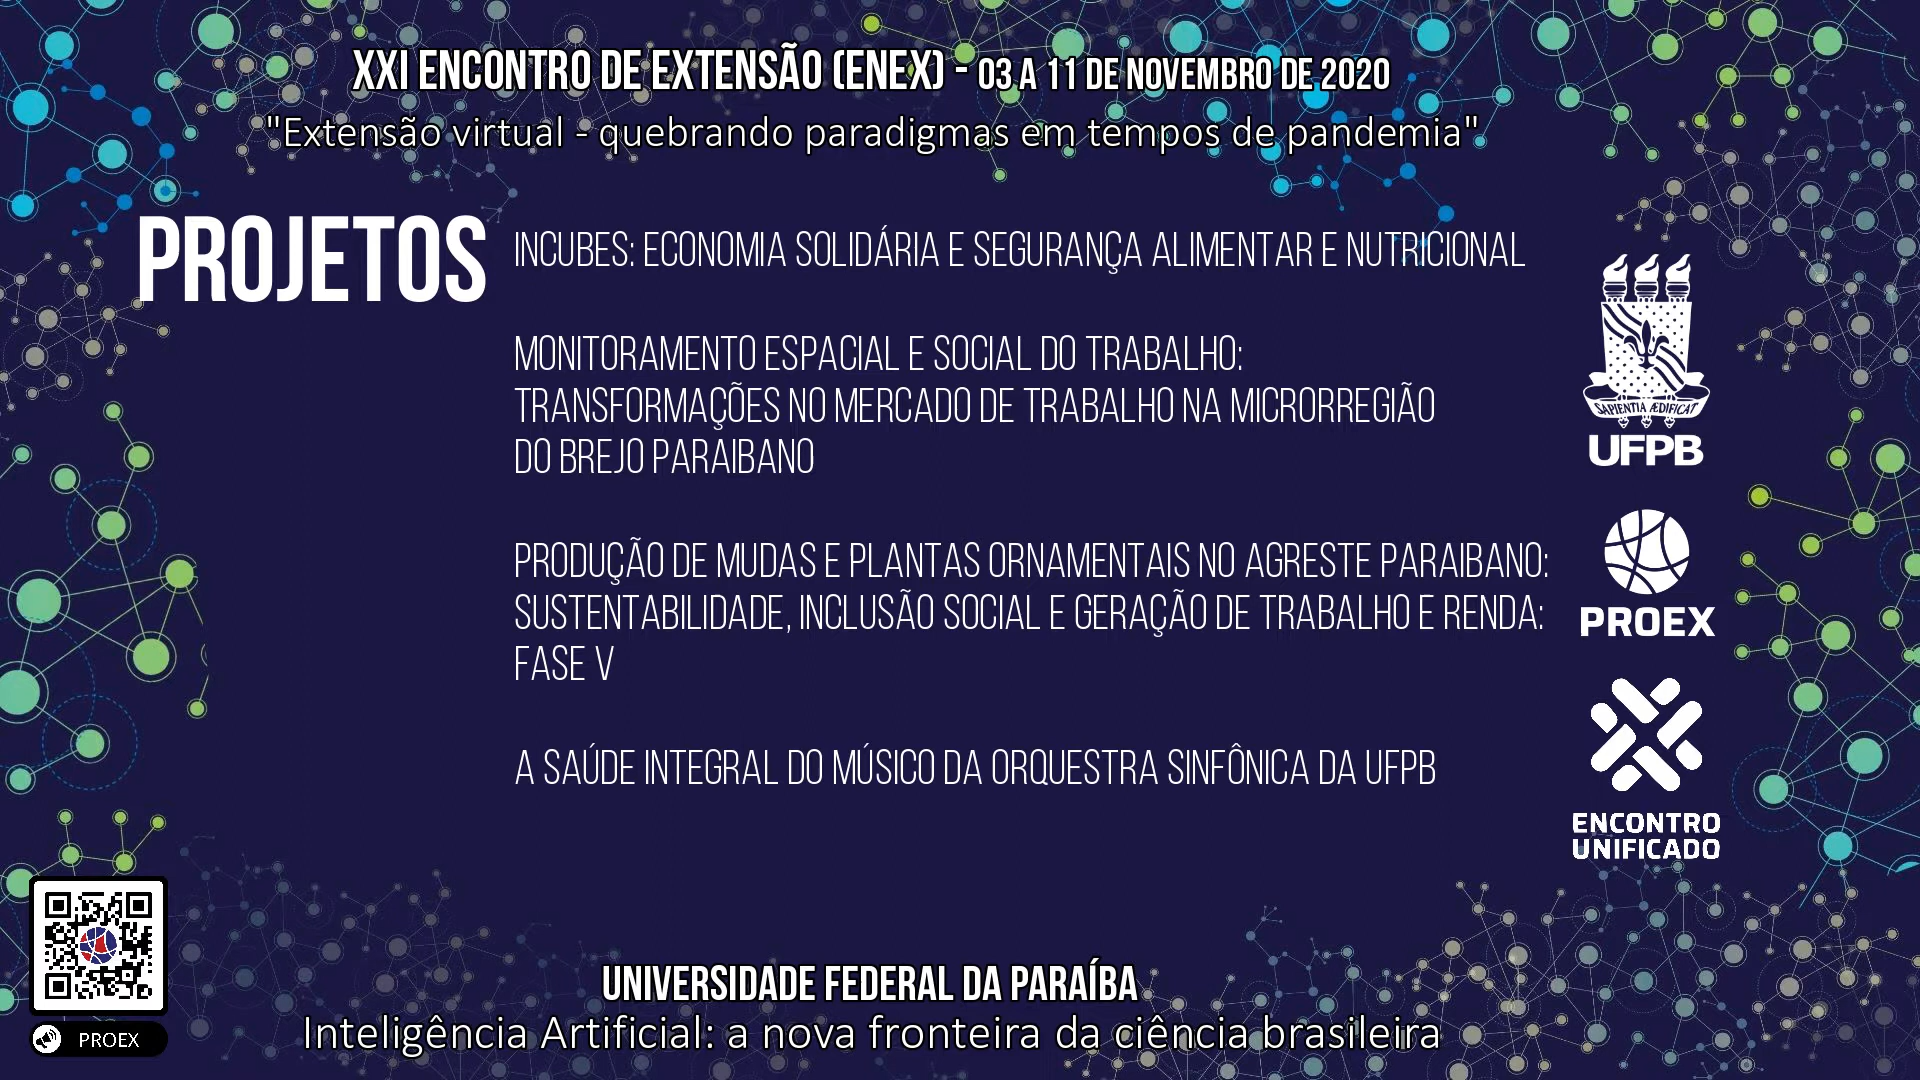 XXI ENCONTRO DE EXTENSÃO (ENEX) - 03 A 11 DE NOVEMBRO DE 2020
"Extensão virtual - quebrando paradigmas em tempos de pandemia"
PROJETOS
INCUBES: ECONOMIA SOLIDÁRIA E SEGURANÇA ALIMENTAR E NUTRICIONAL
MONITORAMENTO ESPACIAL E SOCIAL DO TRABALHO:
TRANSFORMAÇÕES NO MERCADO DE TRABALHO NA MICRORREGIÃO
DO BREJO PARAIBANO
PRODUÇÃO DE MUDAS E PLANTAS ORNAMENTAIS NO AGRESTE PARAIBANO:
SUSTENTABILIDADE, INCLUSÃO SOCIAL E GERAÇÃO DE TRABALHO E RENDA:
FASE V
A SAÚDE INTEGRAL DO MÚSICO DA ORQUESTRA SINFÔNICA DA UFPB
SAPIENTIA ÆDIFICAT
UFPB
PROEX
ENCONTRO
UNIFICADO
PROEX
UNIVERSIDADE FEDERAL DA PARAÍBA
Inteligência Artificial: a nova fronteira da ciência brasileira